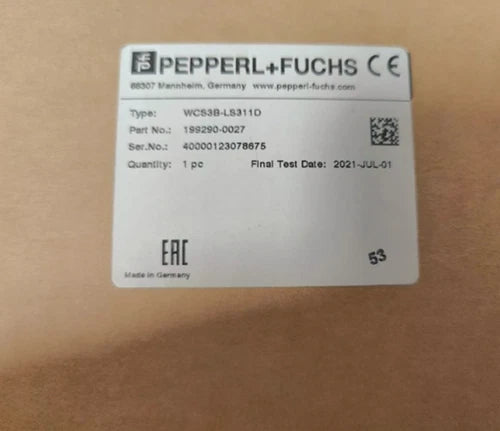 PEPPERL+FUCHS CE
68307 Mannheim, Germany www.pepperl-fuchs.com
Type: WCS3B-LS311D
Part No.: 199290-0027
Ser.No.: 40000123078675
Quantity: 1 pc Final Test Date: 2021-JUL-01
EAC
53
Made in Germany